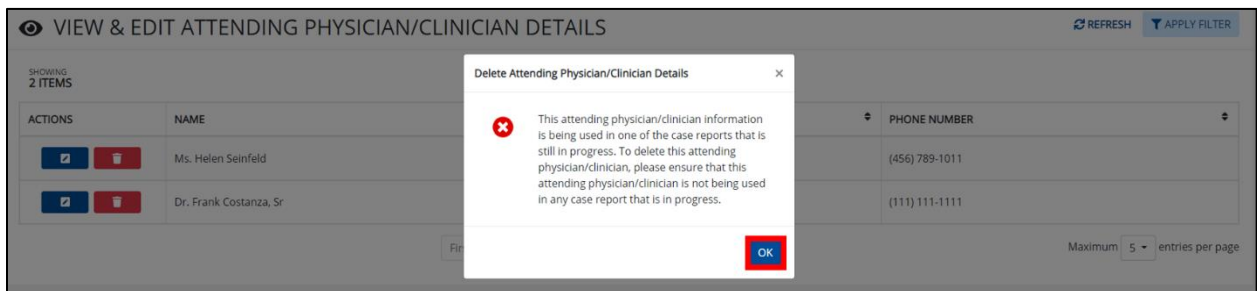 VIEW & EDIT ATTENDING PHYSICIAN/CLINICIAN DETAILS
REFRESH
APPLY FILTER
SHOWING
2 ITEMS
Delete Attending Physician/Clinician Details
×
ACTIONS
NAME
PHONE NUMBER
This attending physician/clinician information
is being used in one of the case reports that is
still in progress. To delete this attending
physician/clinician, please ensure that this
attending physician/clinician is not being used
in any case report that is in progress.
Ms. Helen Seinfeld
(456) 789-1011
Dr. Frank Costanza, Sr
(111) 111-1111
OK
Maximum 5 entries per page